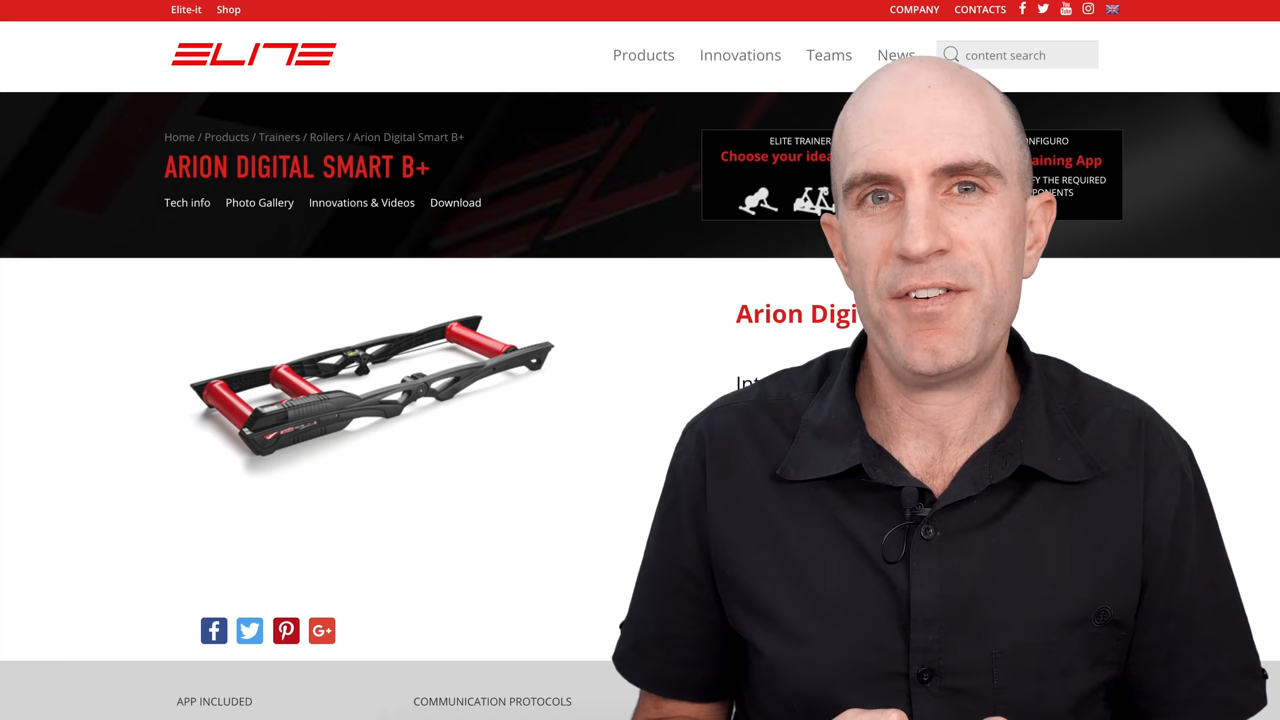 Elite-it Shop
COMPANY CONTACTS
ELITE
Products Innovations Teams News
content search
Home / Products / Trainers / Rollers / Arion Digital Smart B+
ARION DIGITAL SMART B+
Tech info Photo Gallery Innovations & Videos Download
ELITE TRAINER
Choose your idea
NFIGURO
aining App
FY THE REQUIRED
PONENTS
Arion Digi
Int
APP INCLUDED
COMMUNICATION PROTOCOLS